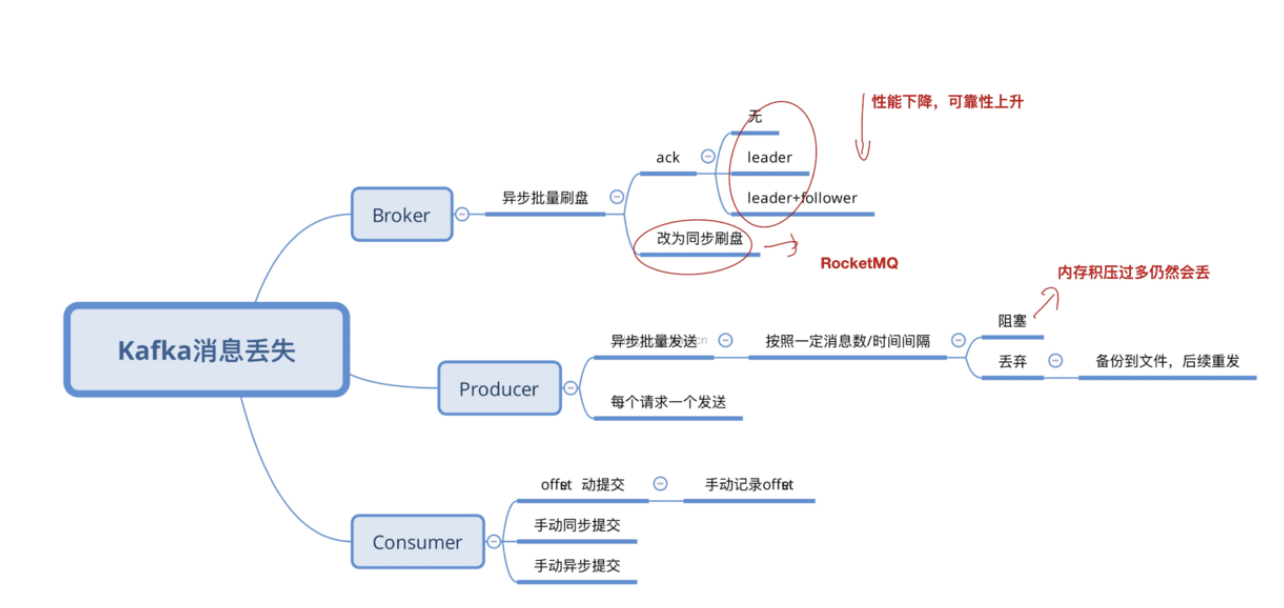 性能下降，可靠性上升
无
ack
leader
异步批量刷盘
leader+follower
Broker
改为同步刷盘
RocketMQ
内存积压过多仍然会丢
阻塞
异步批量发送
按照一定消息数/时间间隔
Kafka消息丢失
丢弃
备份到文件，后续重发
Producer
每个请求一个发送
offset 动提交
手动记录offset
手动同步提交
Consumer
手动异步提交